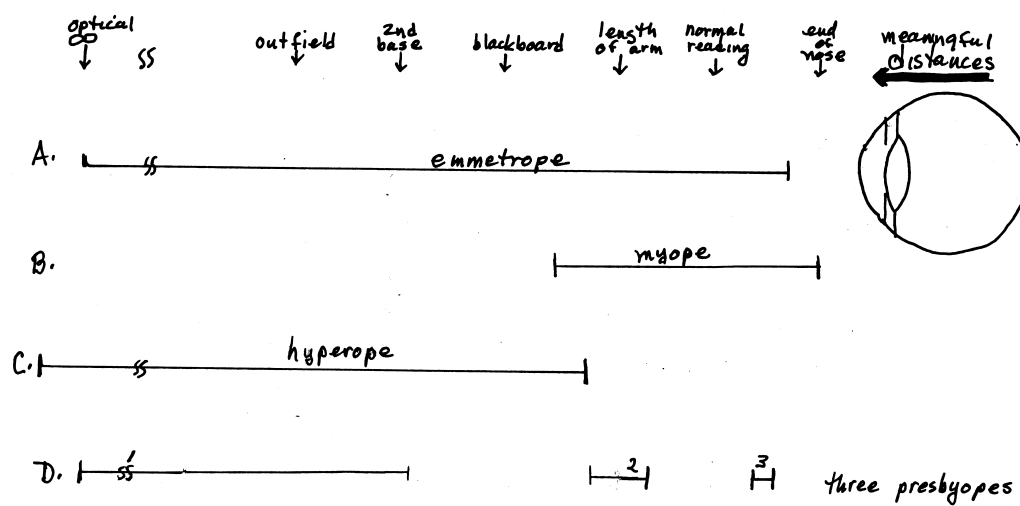 optical
∞
outfield
2nd
base
blackboard
length
of arm
normal
reading
end
of
nose
meaningful
distances
A.
emmetrope
B.
myope
C.
hyperope
D.
1
2
3
three presbyopes